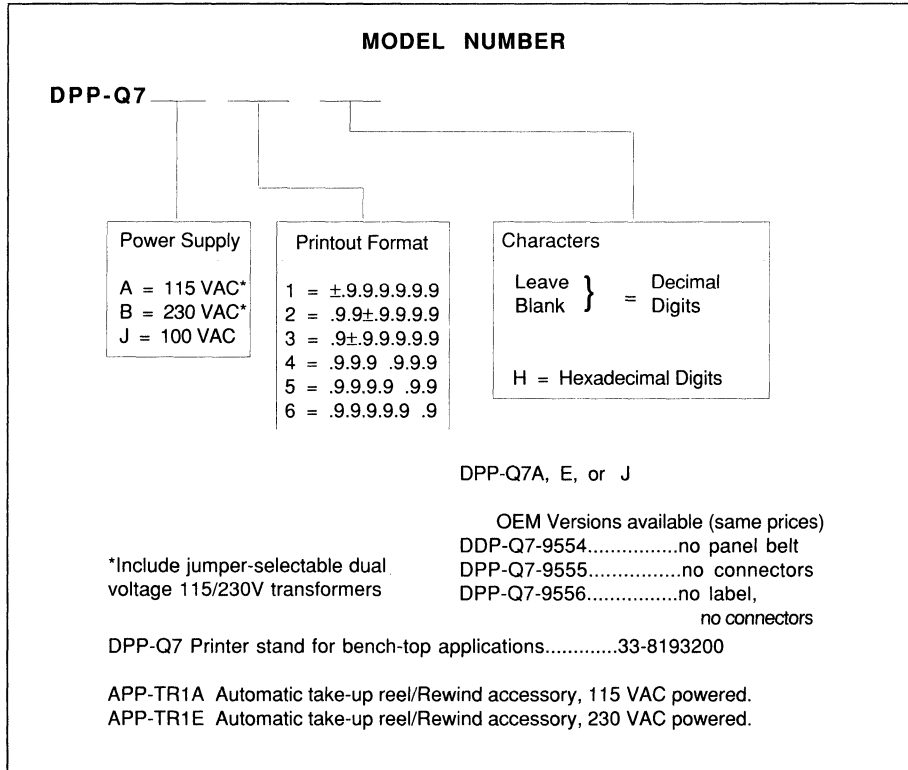 MODEL NUMBER
DPP-Q7
Power Supply
A = 115 VAC*
B = 230 VAC*
J = 100 VAC
Printout Format
1 = ±.9.9.9.9.9.9
2 = .9.9±.9.9.9.9
3 = .9±.9.9.9.9.9
4 = .9.9.9 .9.9.9
5 = .9.9.9.9 .9.9
6 = .9.9.9.9.9 .9
Characters
Leave Blank } = Decimal Digits
H = Hexadecimal Digits
DPP-Q7A, E, or J
OEM Versions available (same prices)
DDP-Q7-9554................no panel belt
DPP-Q7-9555................no connectors
DPP-Q7-9556................no label,
no connectors
*Include jumper-selectable dual
voltage 115/230V transformers
DPP-Q7 Printer stand for bench-top applications.............33-8193200
APP-TR1A Automatic take-up reel/Rewind accessory, 115 VAC powered.
APP-TR1E Automatic take-up reel/Rewind accessory, 230 VAC powered.